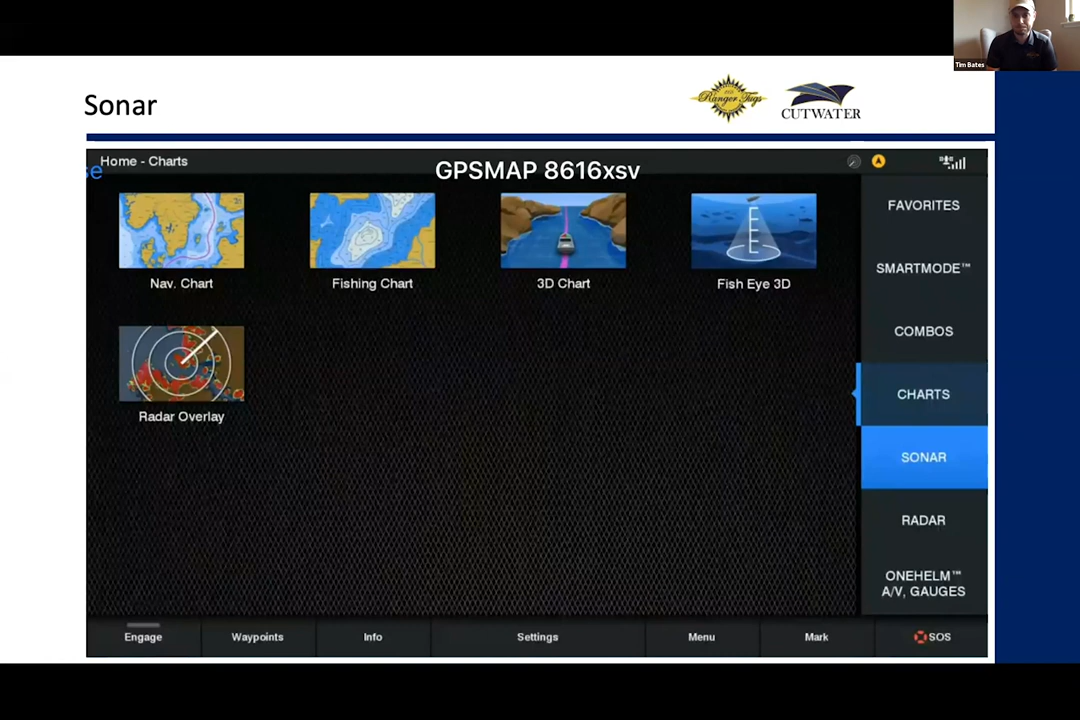 Tim Bates
Sonar
Ranger Tugs
CUTWATER
Home - Charts
se
GPSMAP 8616xsv
Nav. Chart
Fishing Chart
3D Chart
Fish Eye 3D
Radar Overlay
FAVORITES
SMARTMODE™
COMBOS
CHARTS
SONAR
RADAR
ONEHELM™
A/V, GAUGES
Engage
Waypoints
Info
Settings
Menu
Mark
SOS